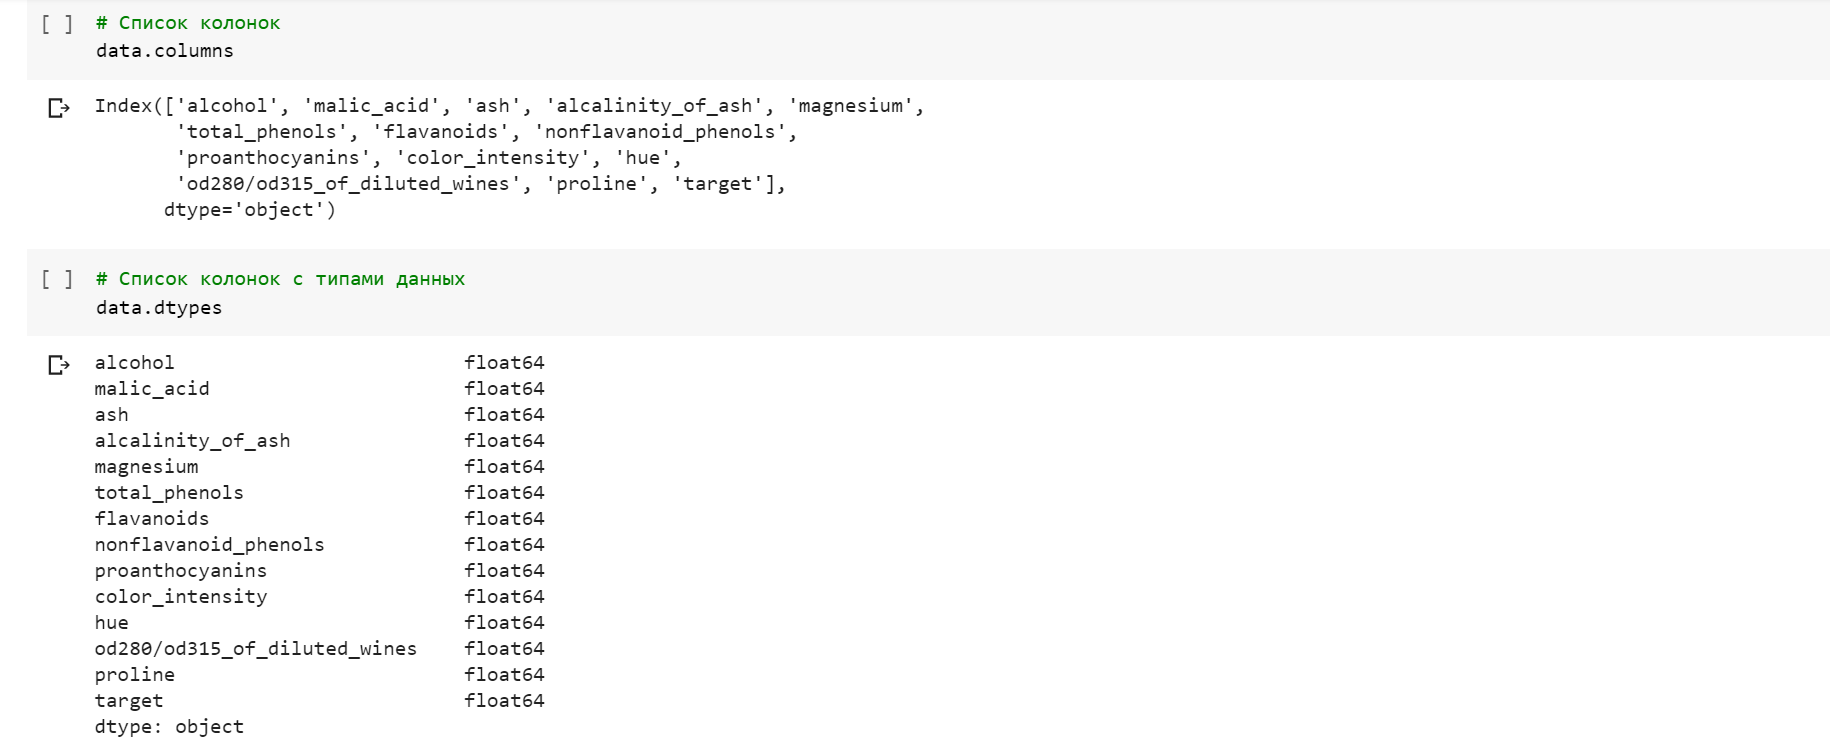 [ ] # Список колонок
data.columns
Index(['alcohol', 'malic_acid', 'ash', 'alcalinity_of_ash', 'magnesium',
'total_phenols', 'flavanoids', 'nonflavanoid_phenols',
'proanthocyanins', 'color_intensity', 'hue',
'od280/od315_of_diluted_wines', 'proline', 'target'],
dtype='object')
[ ] # Список колонок с типами данных
data.dtypes
alcohol float64
malic_acid float64
ash float64
alcalinity_of_ash float64
magnesium float64
total_phenols float64
flavanoids float64
nonflavanoid_phenols float64
proanthocyanins float64
color_intensity float64
hue float64
od280/od315_of_diluted_wines float64
proline float64
target float64
dtype: object